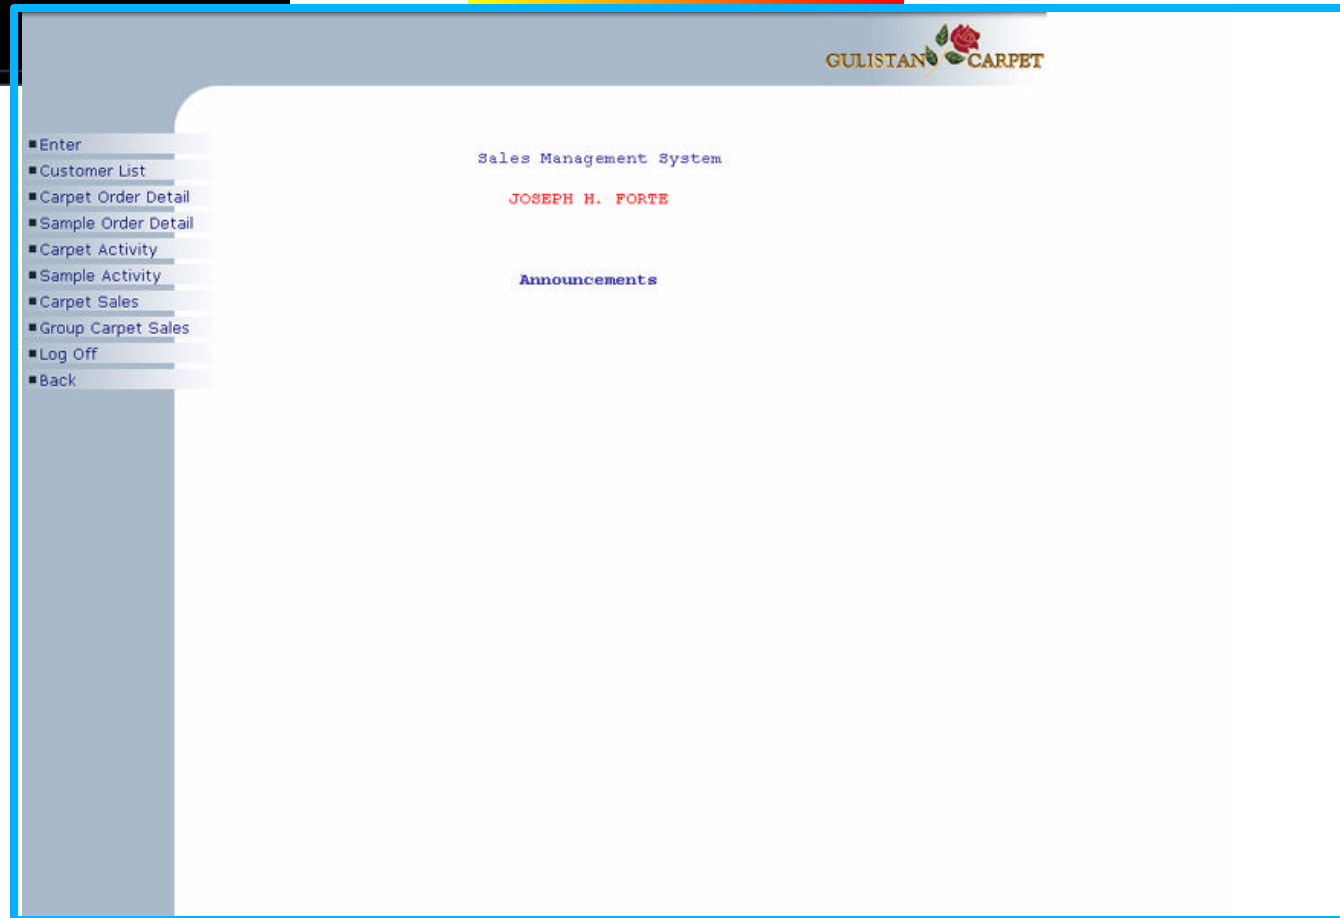 GULISTAN CARPET
Enter
Customer List
Carpet Order Detail
Sample Order Detail
Carpet Activity
Sample Activity
Carpet Sales
Group Carpet Sales
Log Off
Back
Sales Management System
JOSEPH H. FORTE
Announcements